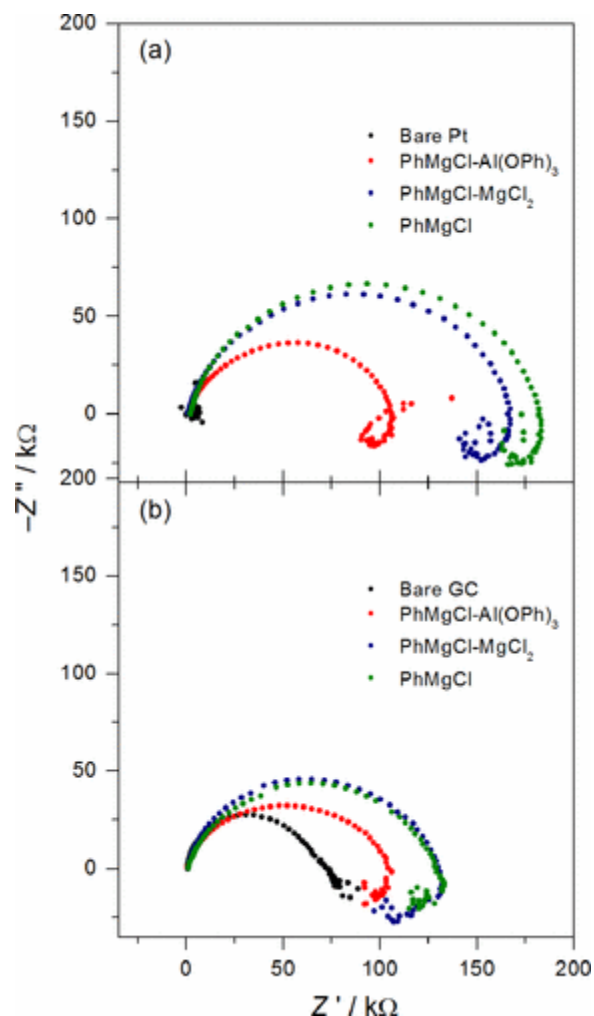 200
(a)
150
Bare Pt
PhMgCl-Al(OPh)₃
PhMgCl-MgCl₂
100
PhMgCl
50
0
200
–Z" / kΩ
(b)
150
Bare GC
PhMgCl-Al(OPh)₃
100
PhMgCl-MgCl₂
PhMgCl
50
0
0 50 100 150 200
Z ' / kΩ